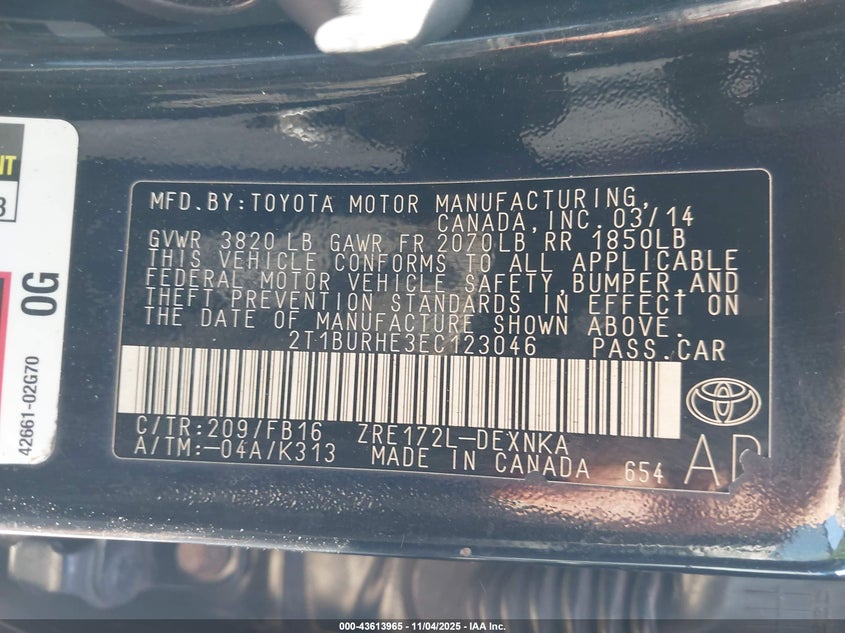 MFD.BY:TOYOTA MOTOR MANUFACTURING,
CANADA,INC. 03/14
GVWR 3820 LB GAWR FR 2070LB RR 1850LB
THIS VEHICLE CONFORMS TO ALL APPLICABLE
FEDERAL MOTOR VEHICLE SAFETY,BUMPER,AND
THEFT PREVENTION STANDARDS IN EFFECT ON
THE DATE OF MANUFACTURE SHOWN ABOVE.
2T1BURHE3EC123046 PASS.CAR
C/TR:209/FB16 ZRE172L-DEXNKA
A/TM:-04A/K313 MADE IN CANADA 654
0G
42661-02G70
000-43613965 | 11/04/2025 - IAA Inc.